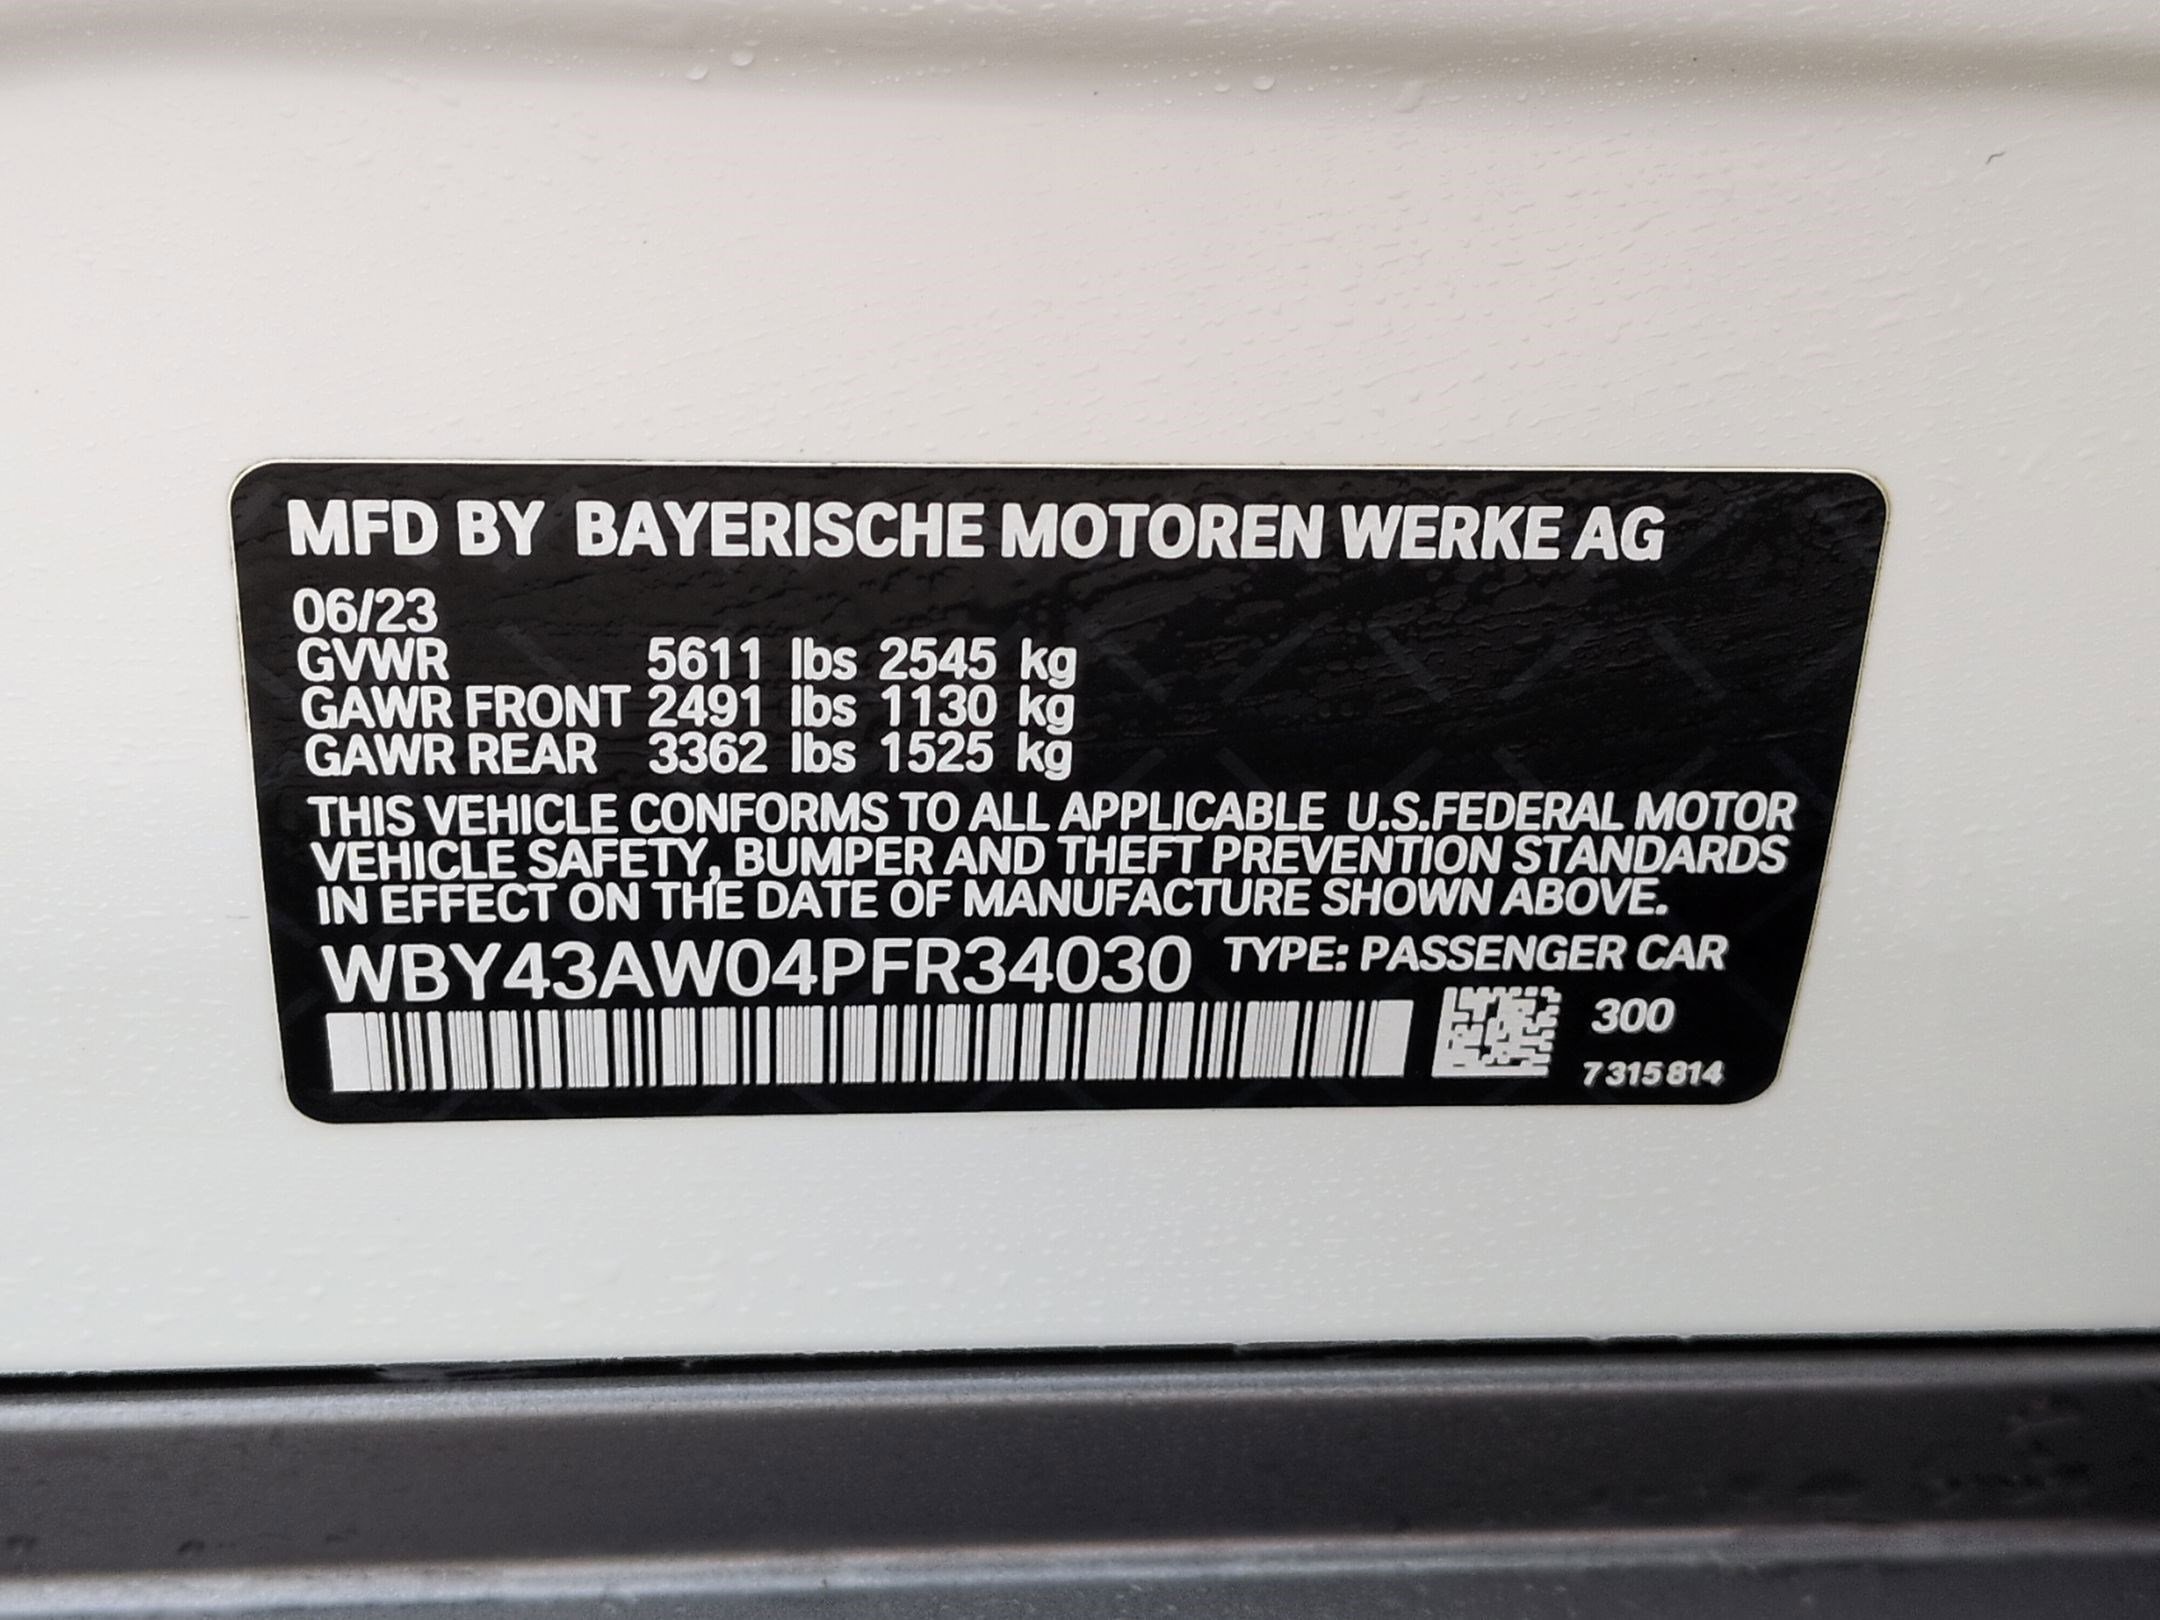 MFD BY BAYERISCHE MOTOREN WERKE AG
06/23
GVWR 5611 lbs 2545 kg
GAWR FRONT 2491 lbs 1130 kg
GAWR REAR 3362 lbs 1525 kg
THIS VEHICLE CONFORMS TO ALL APPLICABLE U.S.FEDERAL MOTOR
VEHICLE SAFETY, BUMPER AND THEFT PREVENTION STANDARDS
IN EFFECT ON THE DATE OF MANUFACTURE SHOWN ABOVE.
WBY43AW04PFR34030 TYPE: PASSENGER CAR
300
7 315 814